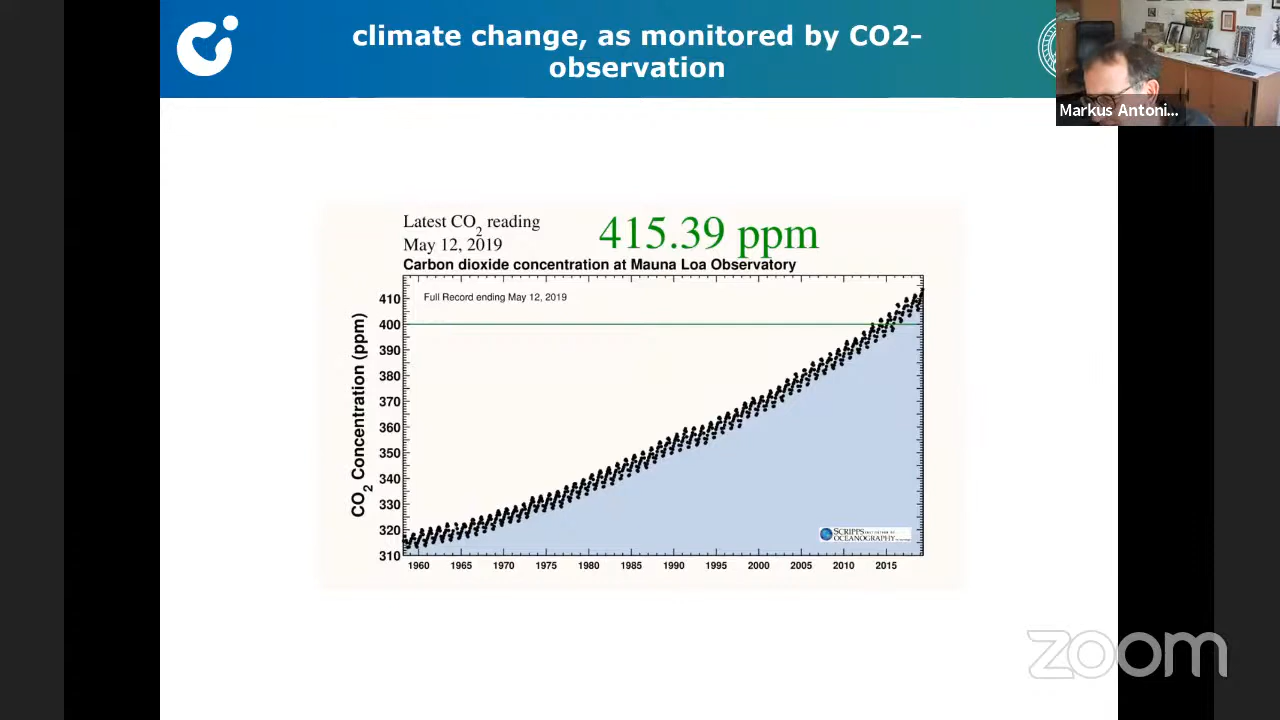 climate change, as monitored by CO2-
observation
Markus Antoni...
Latest CO2 reading
May 12, 2019
415.39 ppm
Carbon dioxide concentration at Mauna Loa Observatory
Full Record ending May 12, 2019
CO2 Concentration (ppm)
410
400
390
380
370
360
350
340
330
320
310
1960 1965 1970 1975 1980 1985 1990 1995 2000 2005 2010 2015
SCRIPPS INSTITUTION OF
OCEANOGRAPHY
zoom